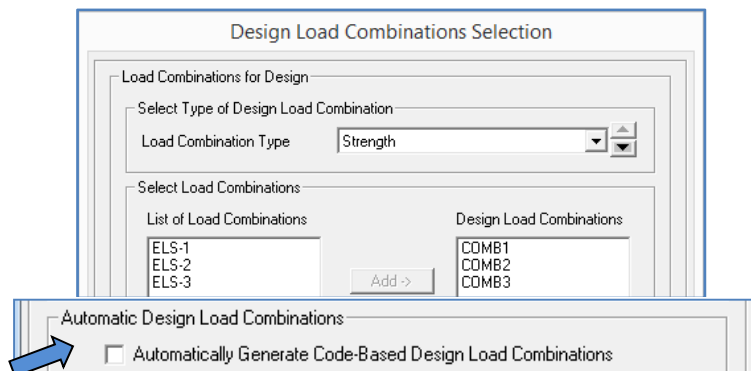 Design Load Combinations Selection
Load Combinations for Design
Select Type of Design Load Combination
Load Combination Type Strength
Select Load Combinations
List of Load Combinations Design Load Combinations
ELS-1 COMB1
ELS-2 COMB2
ELS-3 Add -> COMB3
Automatic Design Load Combinations
Automatically Generate Code-Based Design Load Combinations